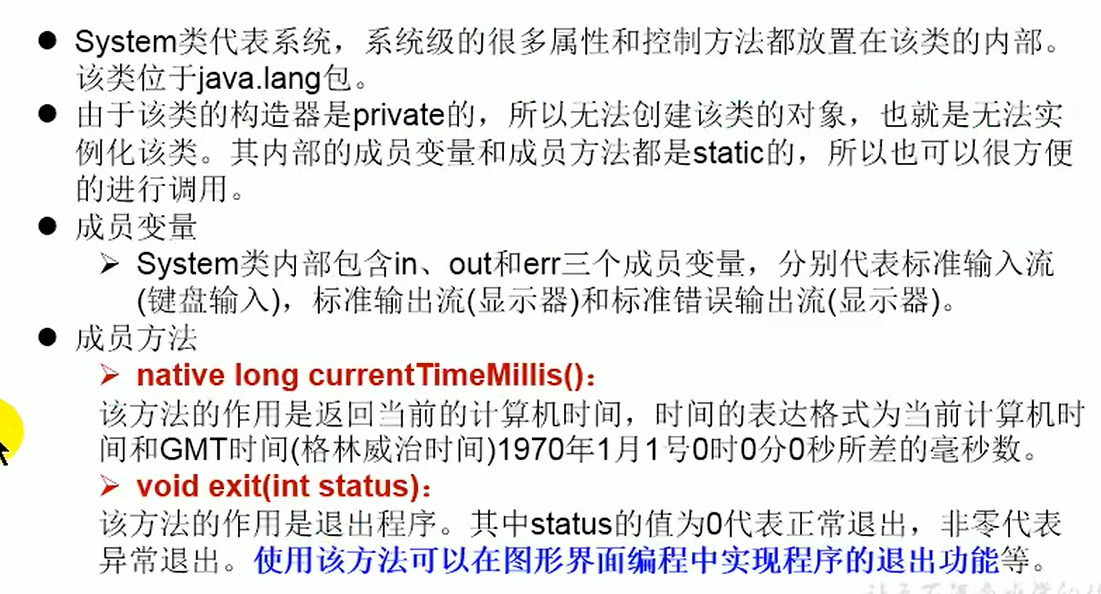 ● System类代表系统，系统级的很多属性和控制方法都放置在该类的内部。
该类位于java.lang包。
● 由于该类的构造器是private的，所以无法创建该类的对象，也就是无法实
例化该类。其内部的成员变量和成员方法都是static的，所以也可以很方便
的进行调用。
● 成员变量
➢ System类内部包含in、out和err三个成员变量，分别代表标准输入流
(键盘输入)，标准输出流(显示器)和标准错误输出流(显示器)。
● 成员方法
➢ native long currentTimeMillis()：
该方法的作用是返回当前的计算机时间，时间的表达格式为当前计算机时
间和GMT时间(格林威治时间)1970年1月1号0时0分0秒所差的毫秒数。
➢ void exit(int status)：
该方法的作用是退出程序。其中status的值为0代表正常退出，非零代表
异常退出。使用该方法可以在图形界面编程中实现程序的退出功能等。